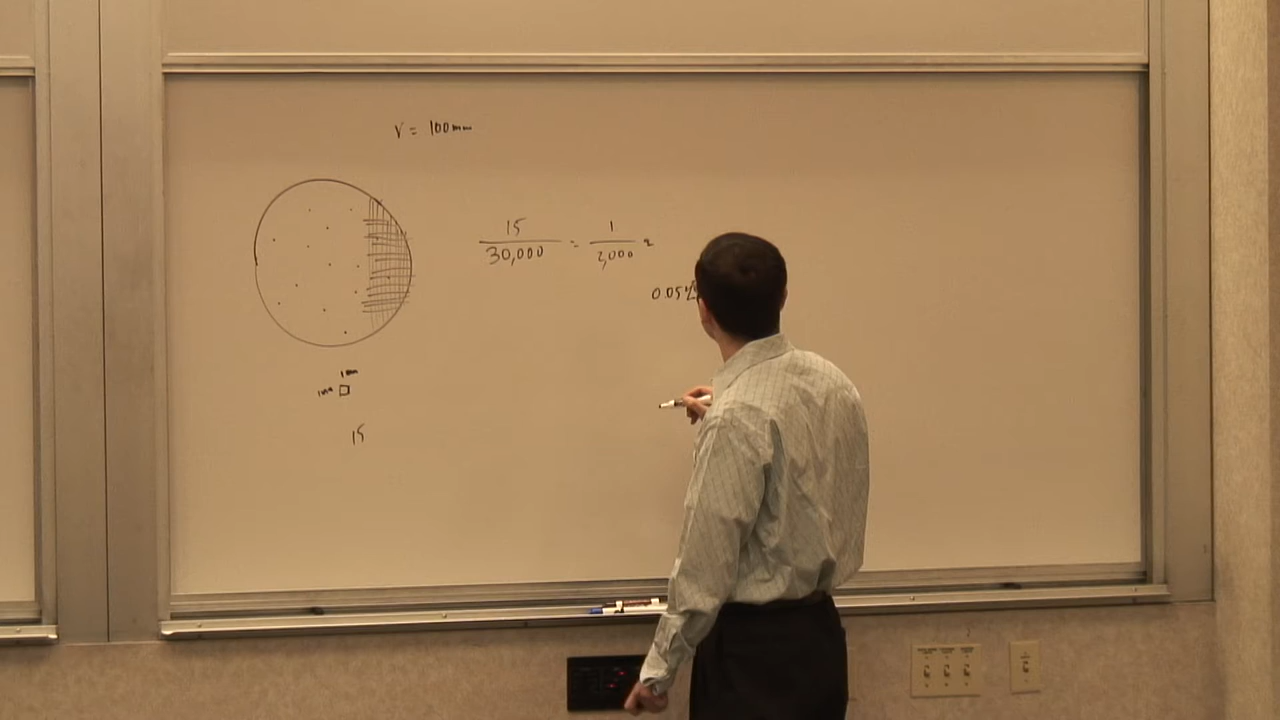 r = 100mm
15
30,000
=
1
2,000
=
0.05%
1mm
1mm
15